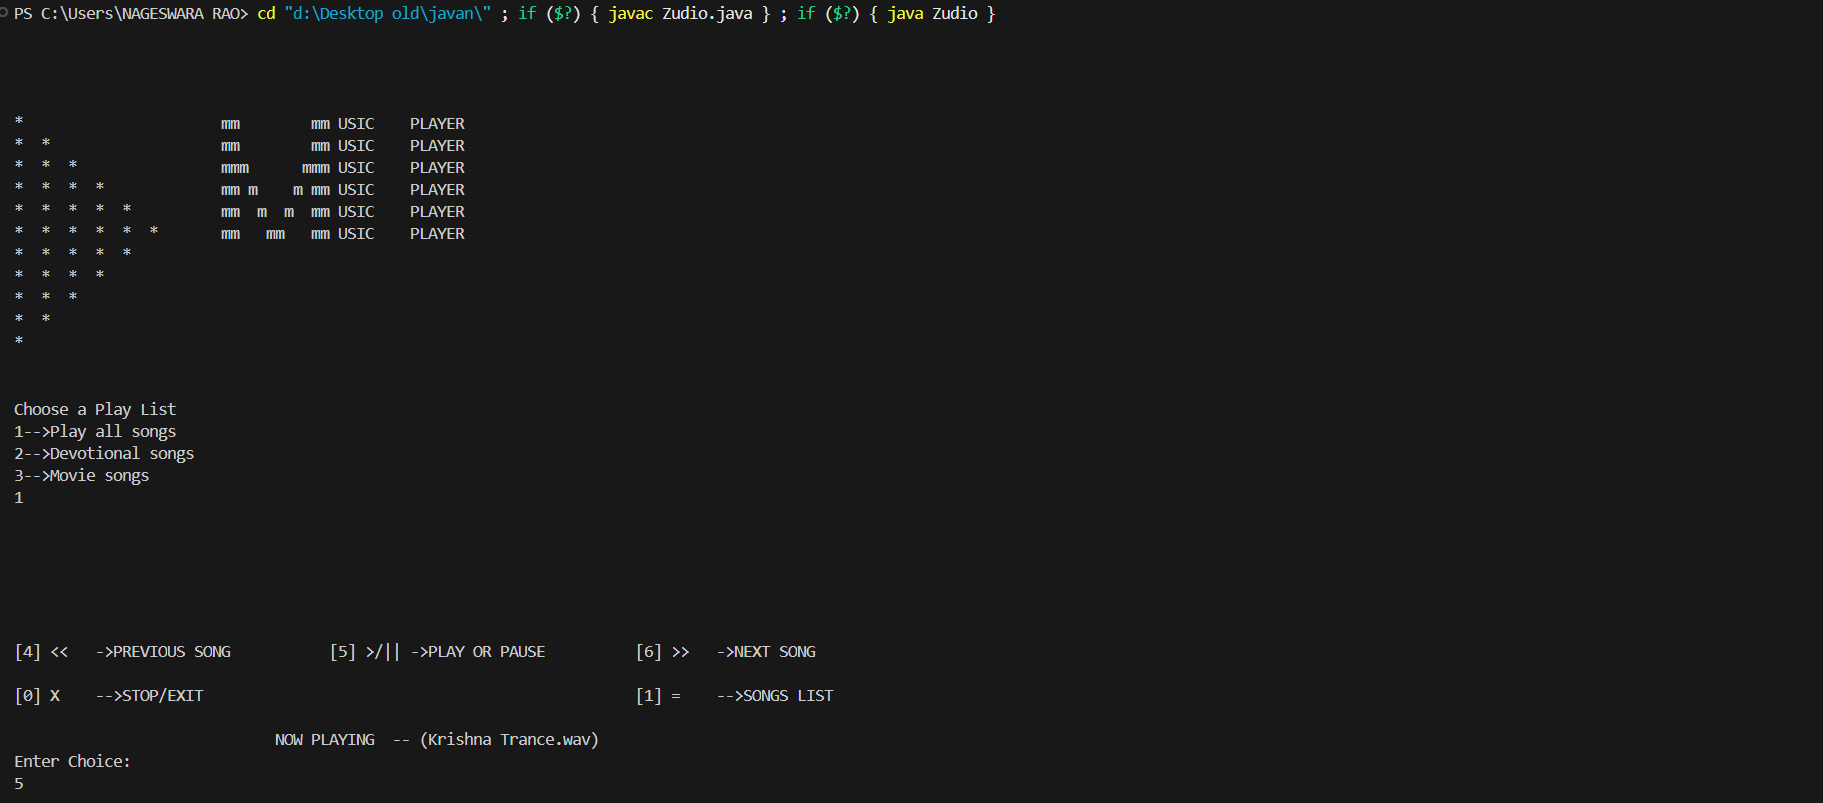 PS C:\Users\NAGESWARA RAO> cd "d:\Desktop old\javan\" ; if ($?) { javac Zudio.java } ; if ($?) { java Zudio }
*                      mm        mm USIC    PLAYER
*  *                   mm        mm USIC    PLAYER
*  *  *                mmm      mmm USIC    PLAYER
*  *  *  *             mm m    m mm USIC    PLAYER
*  *  *  *  *          mm  m  m  mm USIC    PLAYER
*  *  *  *  *  *       mm   mm   mm USIC    PLAYER
*  *  *  *  *
*  *  *  *
*  *  *
*  *
*
Choose a Play List
1-->Play all songs
2-->Devotional songs
3-->Movie songs
1
[4] <<   ->PREVIOUS SONG           [5] >/|| ->PLAY OR PAUSE          [6] >>   ->NEXT SONG
[0] X    -->STOP/EXIT                                                [1] =    -->SONGS LIST
NOW PLAYING  -- (Krishna Trance.wav)
Enter Choice:
5